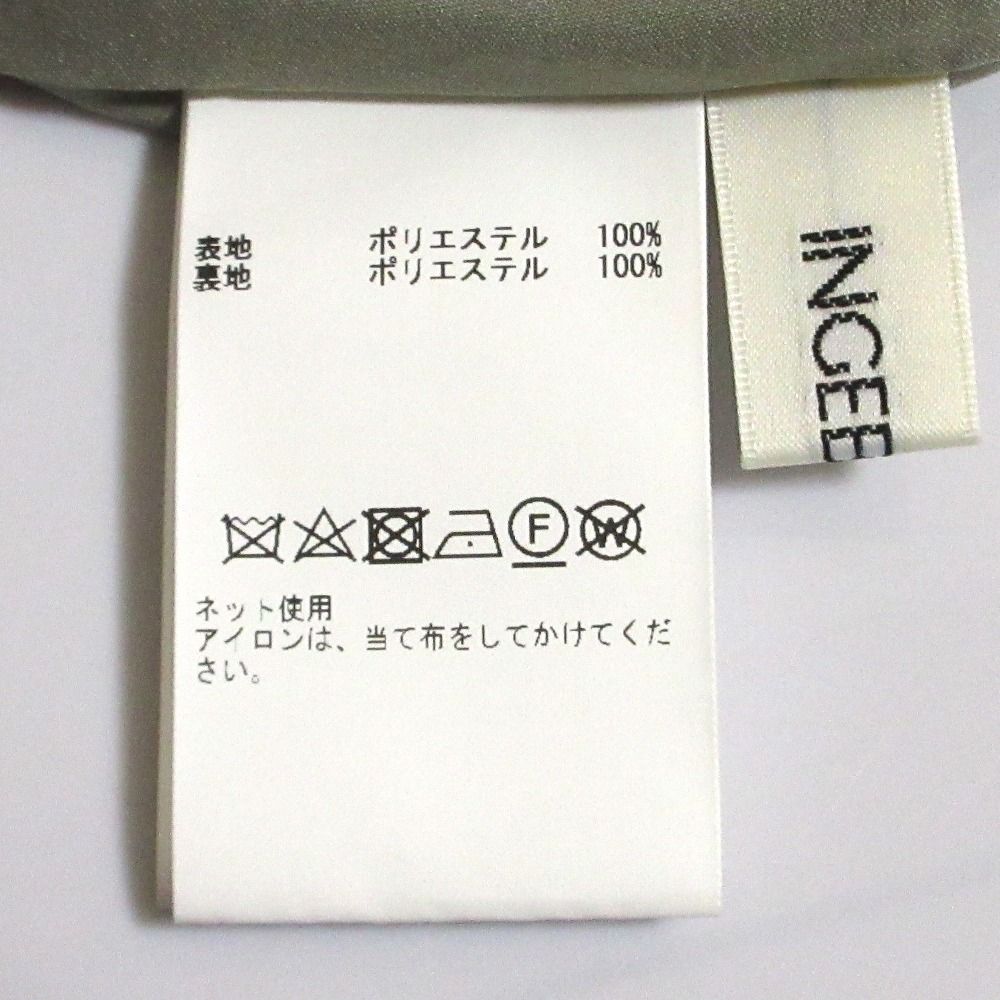 表地 ポリエステル 100%
裏地 ポリエステル 100%
F
W
ネット使用
アイロンは、当て布をしてかけてくだ
さい。
INGEB